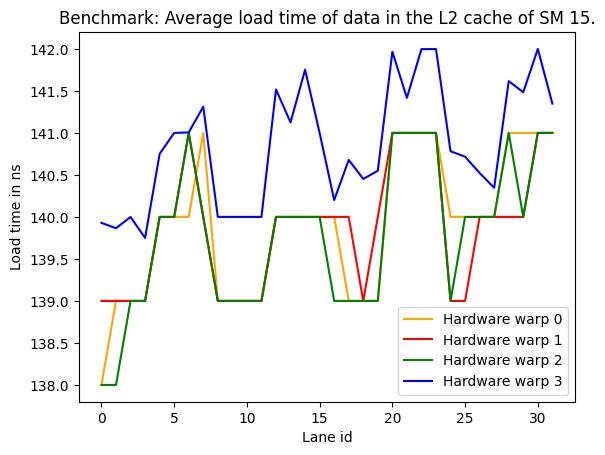 Benchmark: Average load time of data in the L2 cache of SM 15.
Load time in ns
142.0
141.5
141.0
140.5
140.0
139.5
139.0
138.5
138.0
Hardware warp 0
Hardware warp 1
Hardware warp 2
Hardware warp 3
0 5 10 15 20 25 30
Lane id